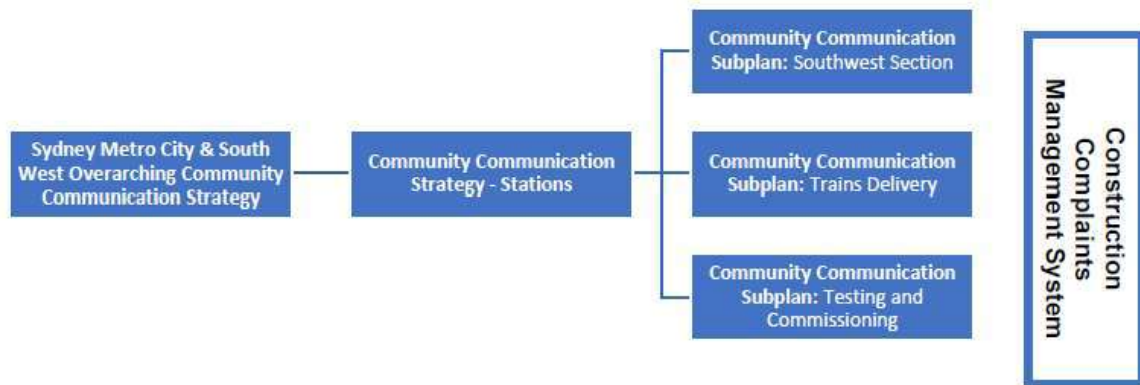 Sydney Metro City & South
West Overarching Community
Communication Strategy
Community Communication
Strategy - Stations
Community Communication
Subplan: Southwest Section
Community Communication
Subplan: Trains Delivery
Community Communication
Subplan: Testing and
Commissioning
Construction
Complaints
Management System